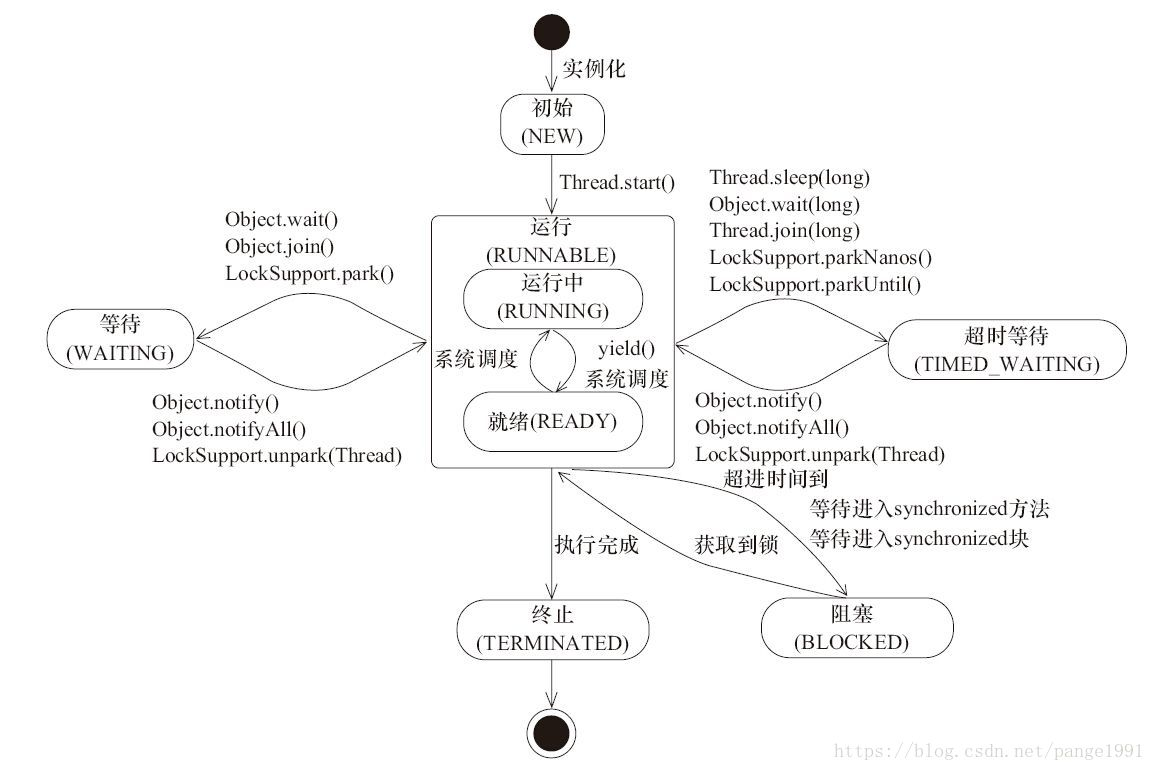 实例化
初始
(NEW)
Thread.start()
Object.wait()
Object.join()
LockSupport.park()
Thread.sleep(long)
Object.wait(long)
Thread.join(long)
LockSupport.parkNanos()
LockSupport.parkUntil()
运行
(RUNNABLE)
运行中
(RUNNING)
等待
(WAITING)
超时等待
(TIMED_WAITING)
系统调度
yield()
系统调度
就绪(READY)
Object.notify()
Object.notifyAll()
LockSupport.unpark(Thread)
Object.notify()
Object.notifyAll()
LockSupport.unpark(Thread)
超进时间到
等待进入synchronized方法
等待进入synchronized块
执行完成
获取到锁
终止
(TERMINATED)
阻塞
(BLOCKED)
https://blog.csdn.net/pange1991